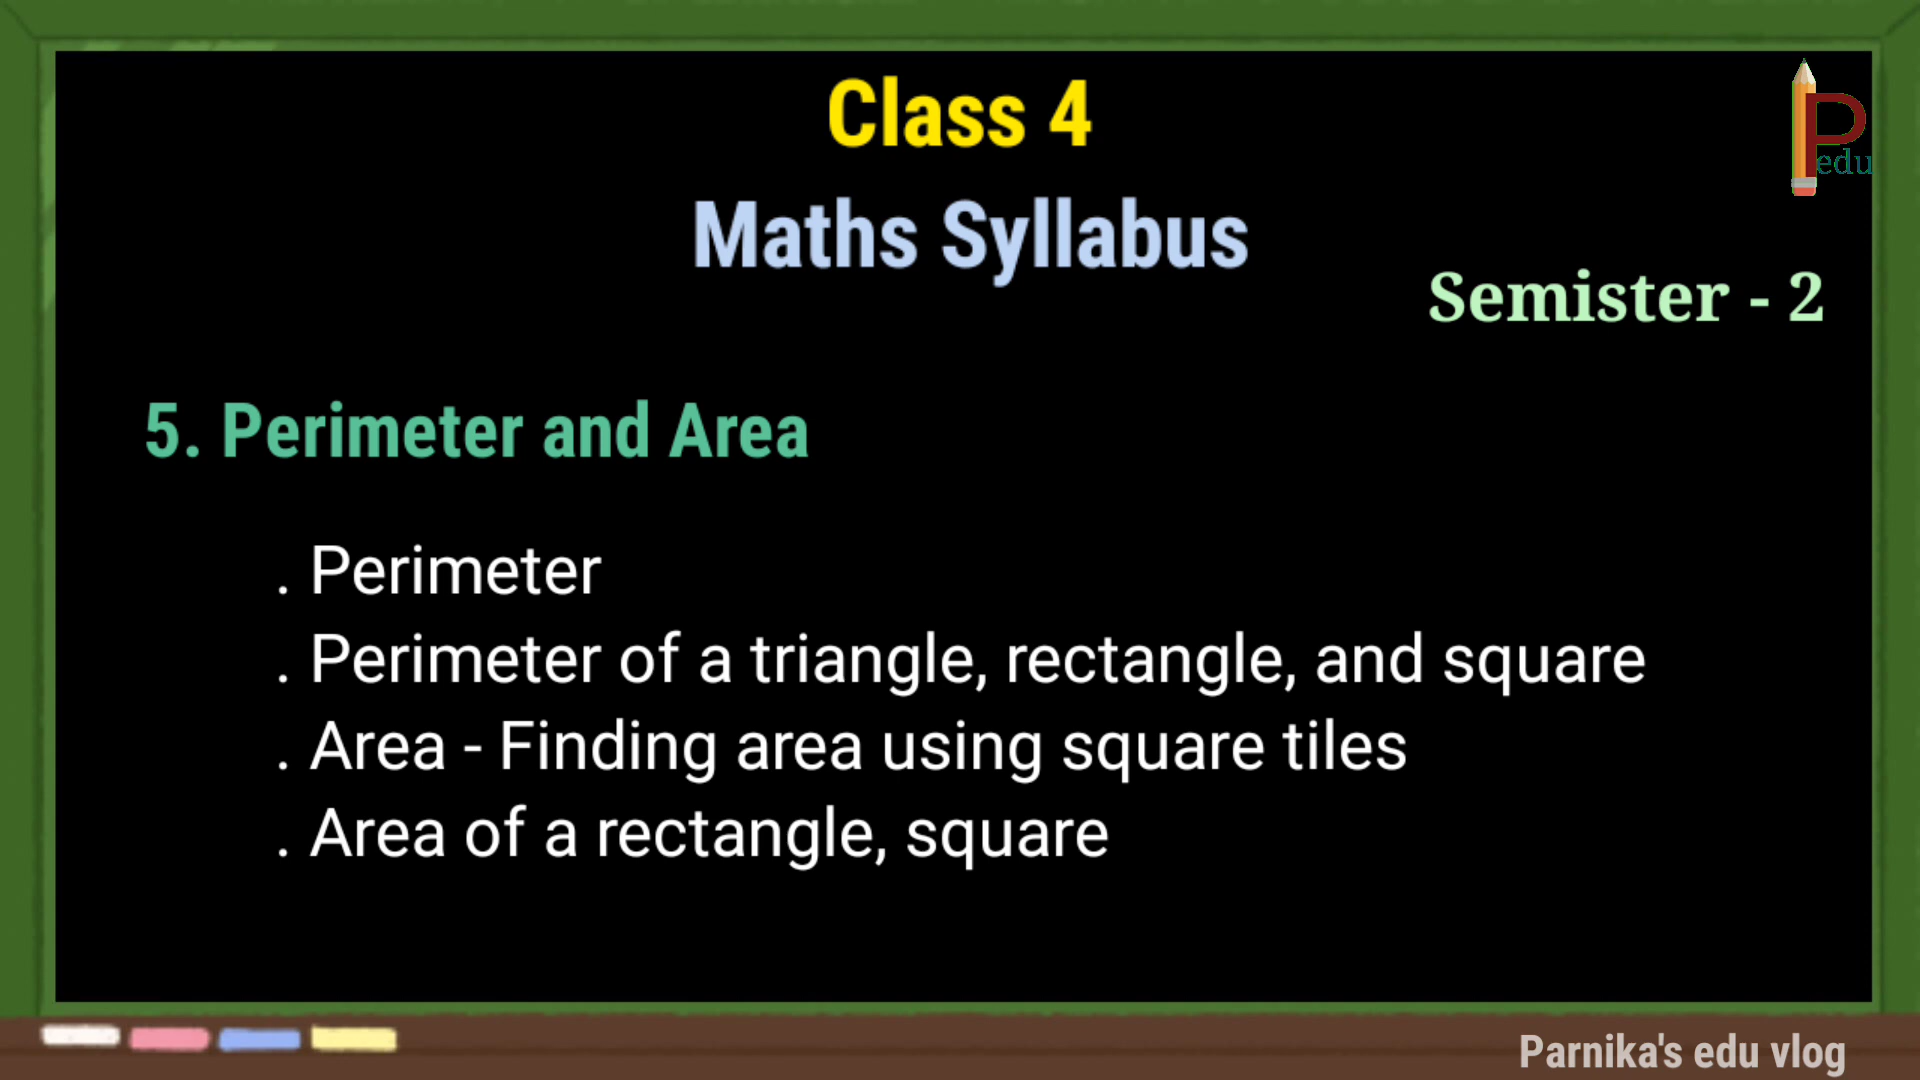 Class 4
P
edu
Maths Syllabus
Semister - 2
5. Perimeter and Area
. Perimeter
. Perimeter of a triangle, rectangle, and square
. Area - Finding area using square tiles
. Area of a rectangle, square
Parnika's edu vlog